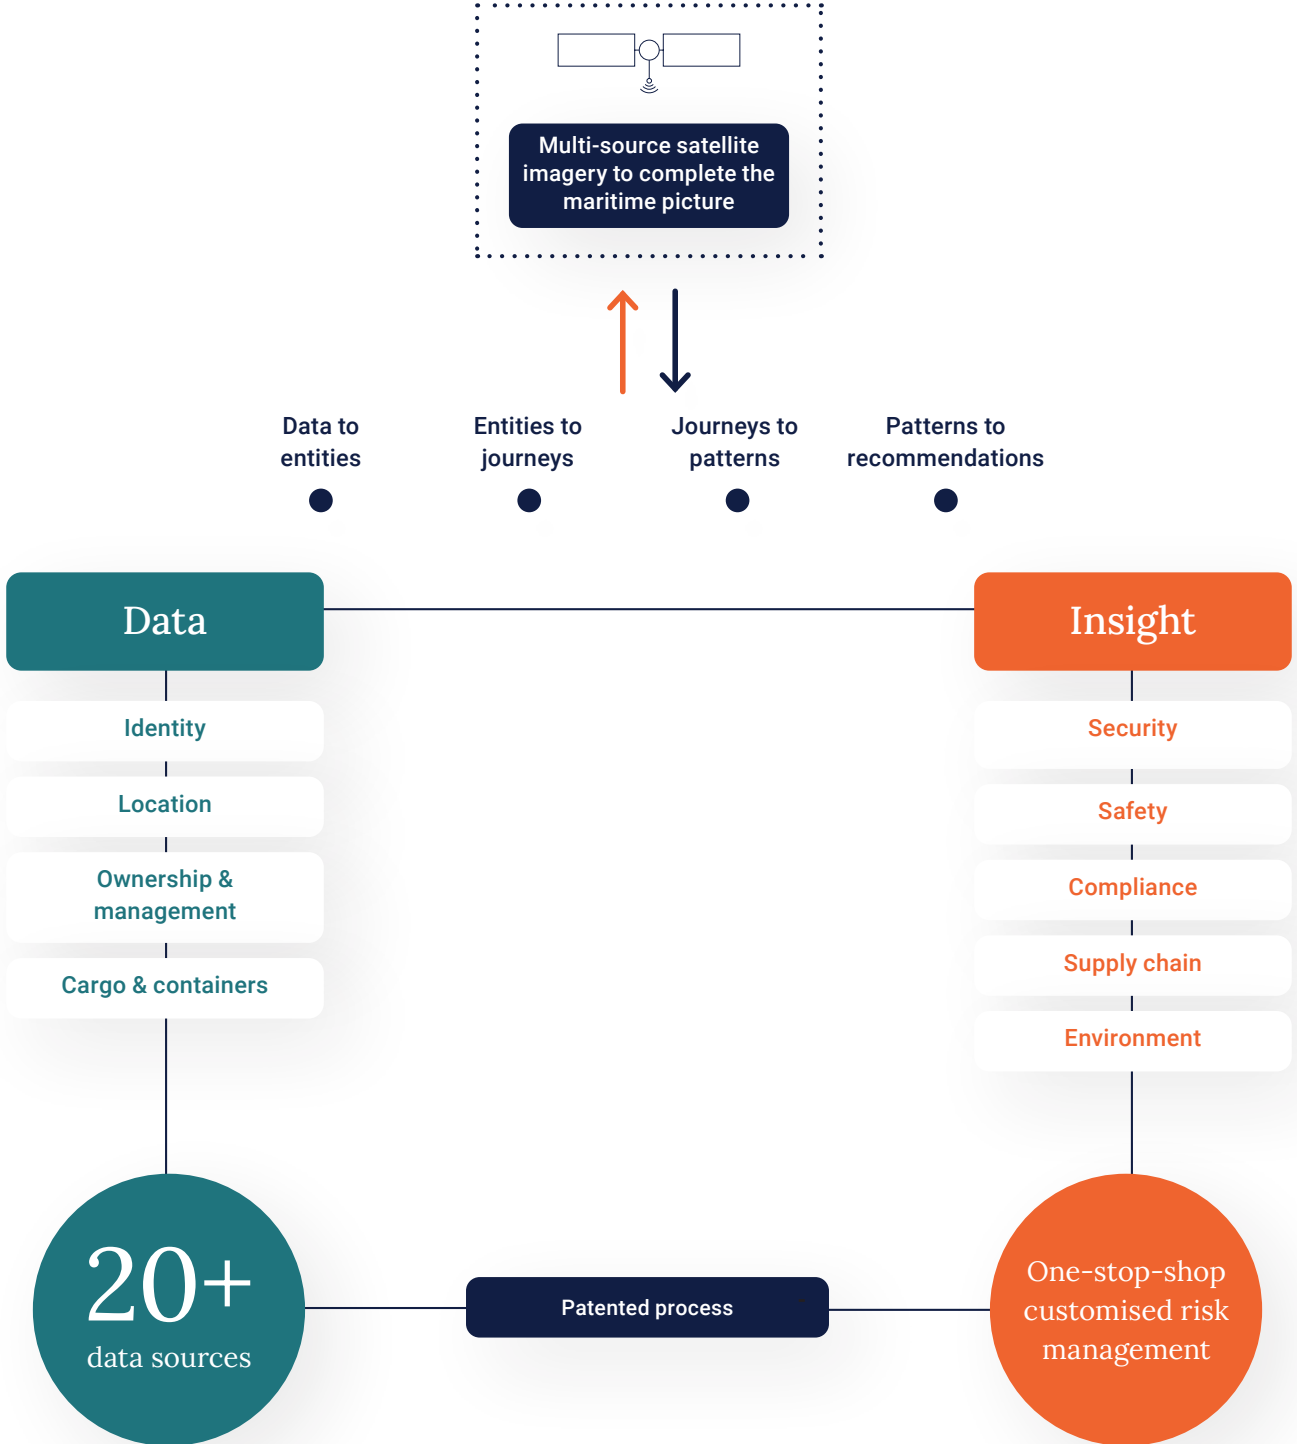 Multi-source satellite
imagery to complete the
maritime picture
Data to
entities
Entities to
journeys
Journeys to
patterns
Patterns to
recommendations
Data
Identity
Location
Ownership &
management
Cargo & containers
20+
data sources
Patented process
Insight
Security
Safety
Compliance
Supply chain
Environment
One-stop-shop
customised risk
management